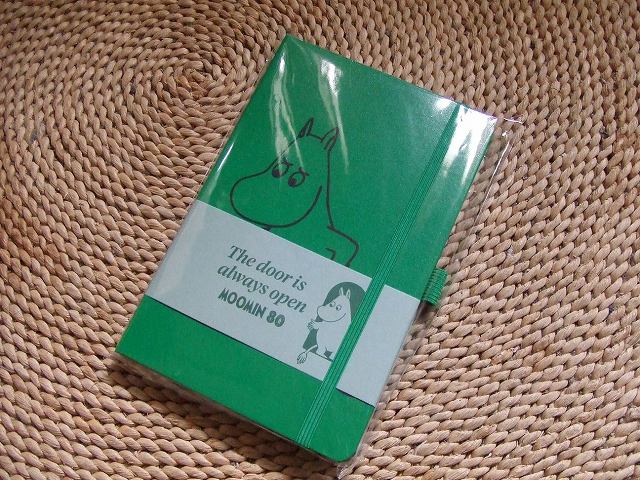 The door is
always open
MOOMIN 80